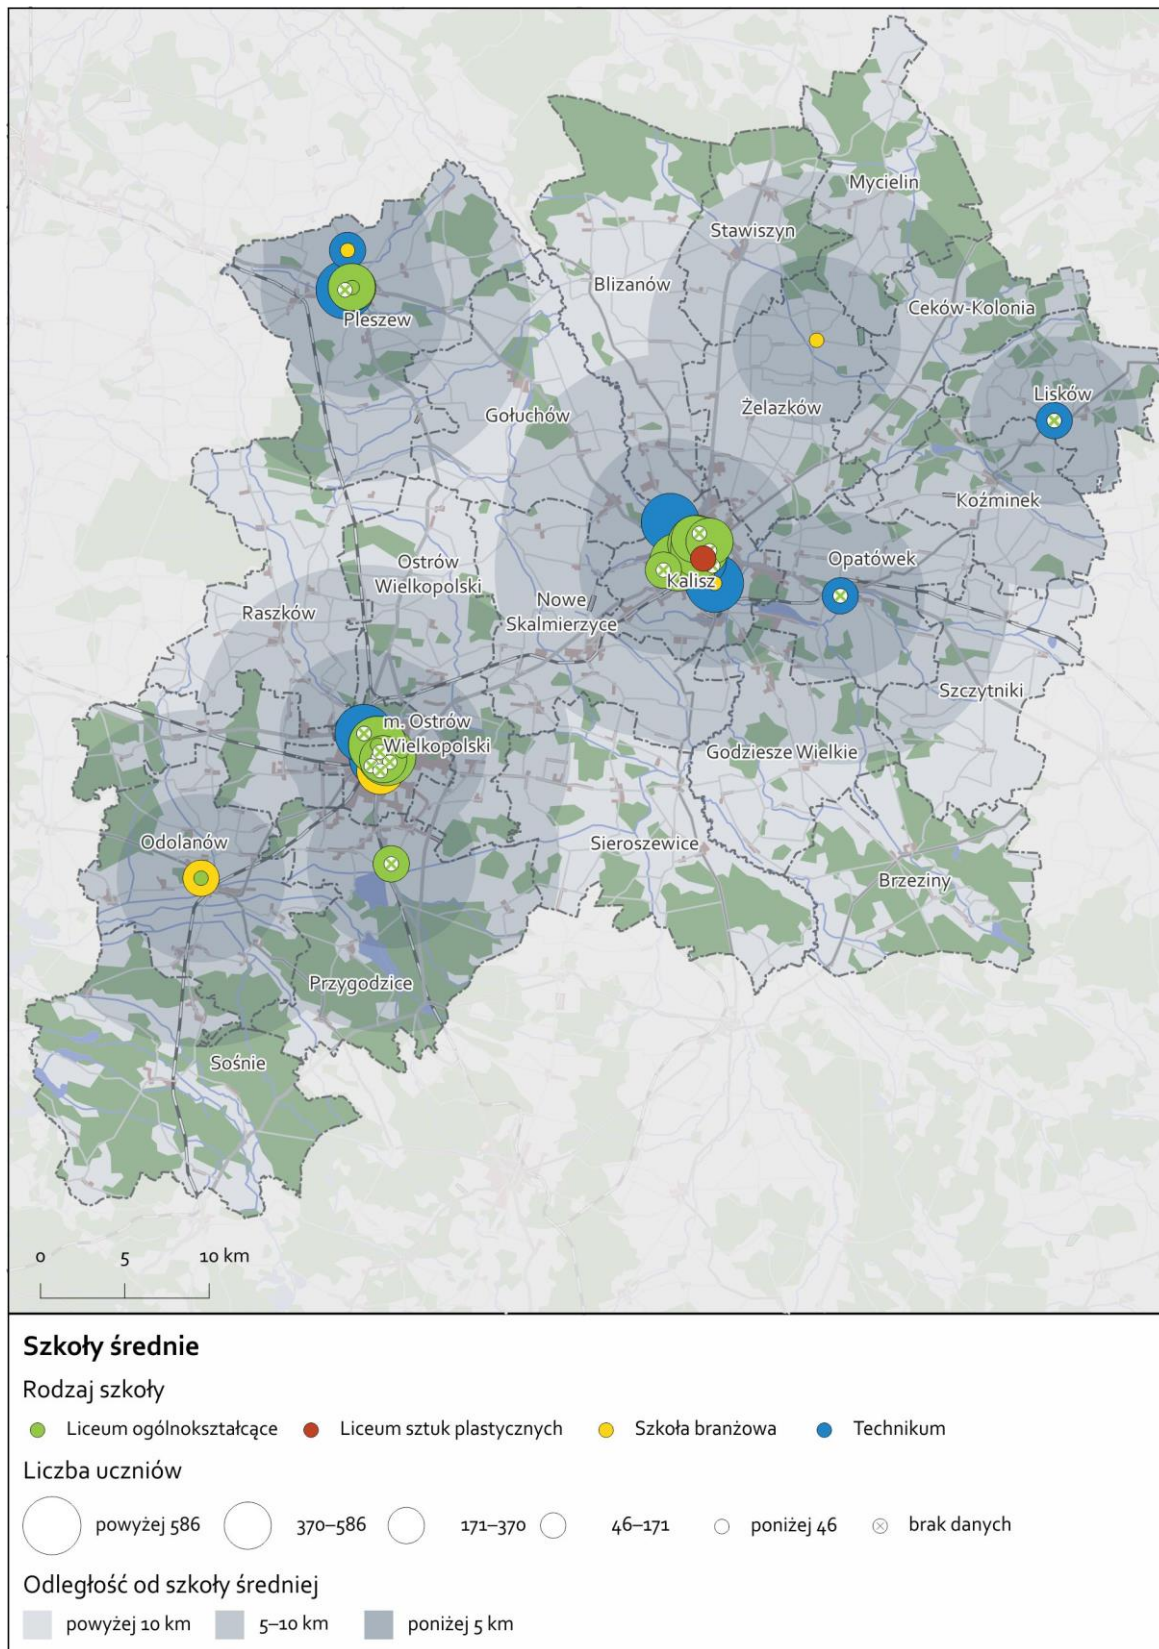 Mycielin
Stawiszyn
Blizanów
Ceków-Kolonia
Pleszew
Lisków
Żelazków
Gołuchów
Koźminek
Opatówek
Ostrów
Wielkopolski
Kalisz
Nowe
Skalmierzyce
Raszków
Szczytniki
m. Ostrów
Wielkopolski
Godziesze Wielkie
Odolanów
Sieroszewice
Brzeziny
Przygodzice
Sośnie
0 5 10 km
Szkoły średnie
Rodzaj szkoły
Liceum ogólnokształcące Liceum sztuk plastycznych Szkoła branżowa Technikum
Liczba uczniów
powyżej 586 370–586 171–370 46–171 poniżej 46 brak danych
Odległość od szkoły średniej
powyżej 10 km 5–10 km poniżej 5 km